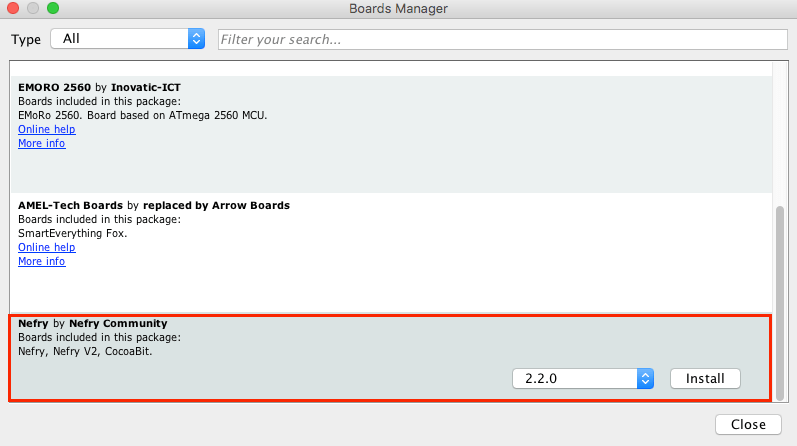 Boards Manager
Type All Filter your search...
EMORO 2560 by Inovatic-ICT
Boards included in this package:
EMoRo 2560. Board based on ATmega 2560 MCU.
Online help
More info
AMEL-Tech Boards by replaced by Arrow Boards
Boards included in this package:
SmartEverything Fox.
Online help
More info
Nefry by Nefry Community
Boards included in this package:
Nefry, Nefry V2, CocoaBit.
2.2.0 Install
Close